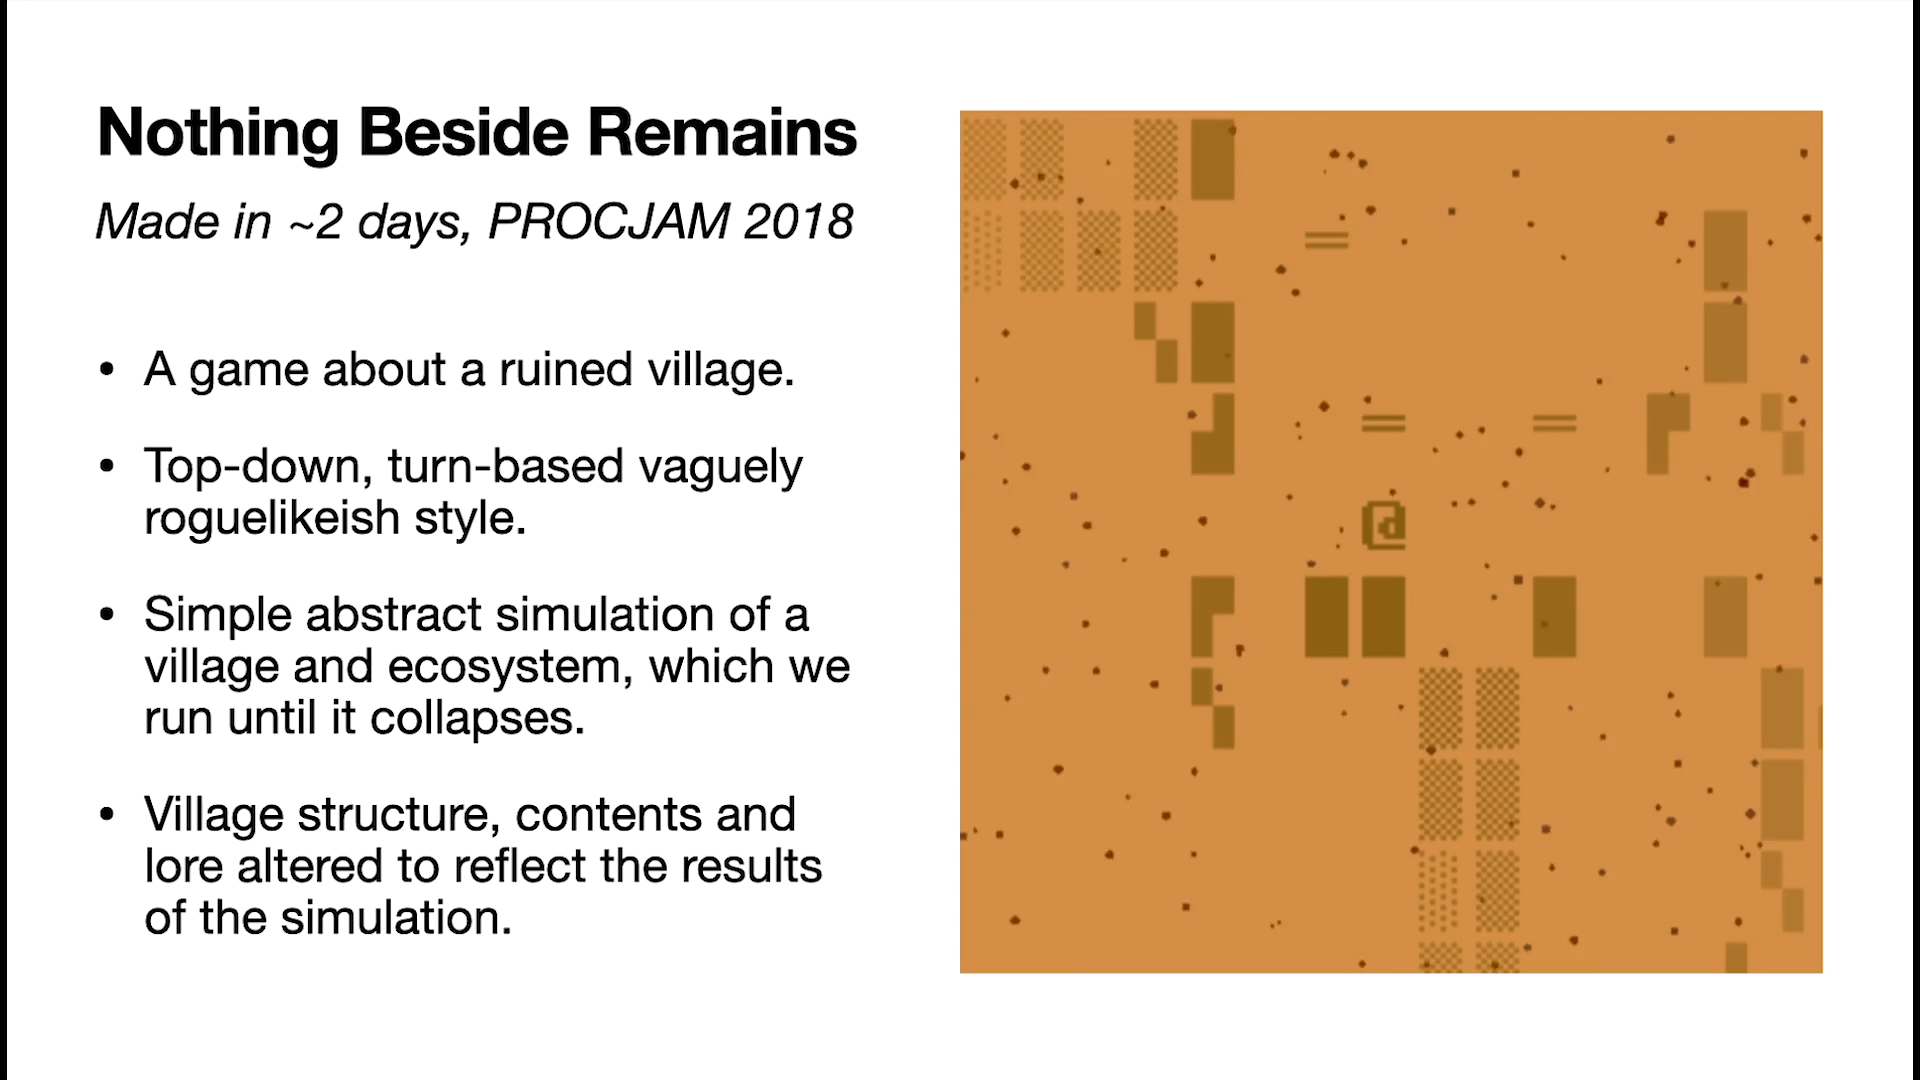 Nothing Beside Remains
Made in ~2 days, PROCJAM 2018
• A game about a ruined village.
• Top-down, turn-based vaguely
roguelikeish style.
• Simple abstract simulation of a
village and ecosystem, which we
run until it collapses.
• Village structure, contents and
lore altered to reflect the results
of the simulation.
@